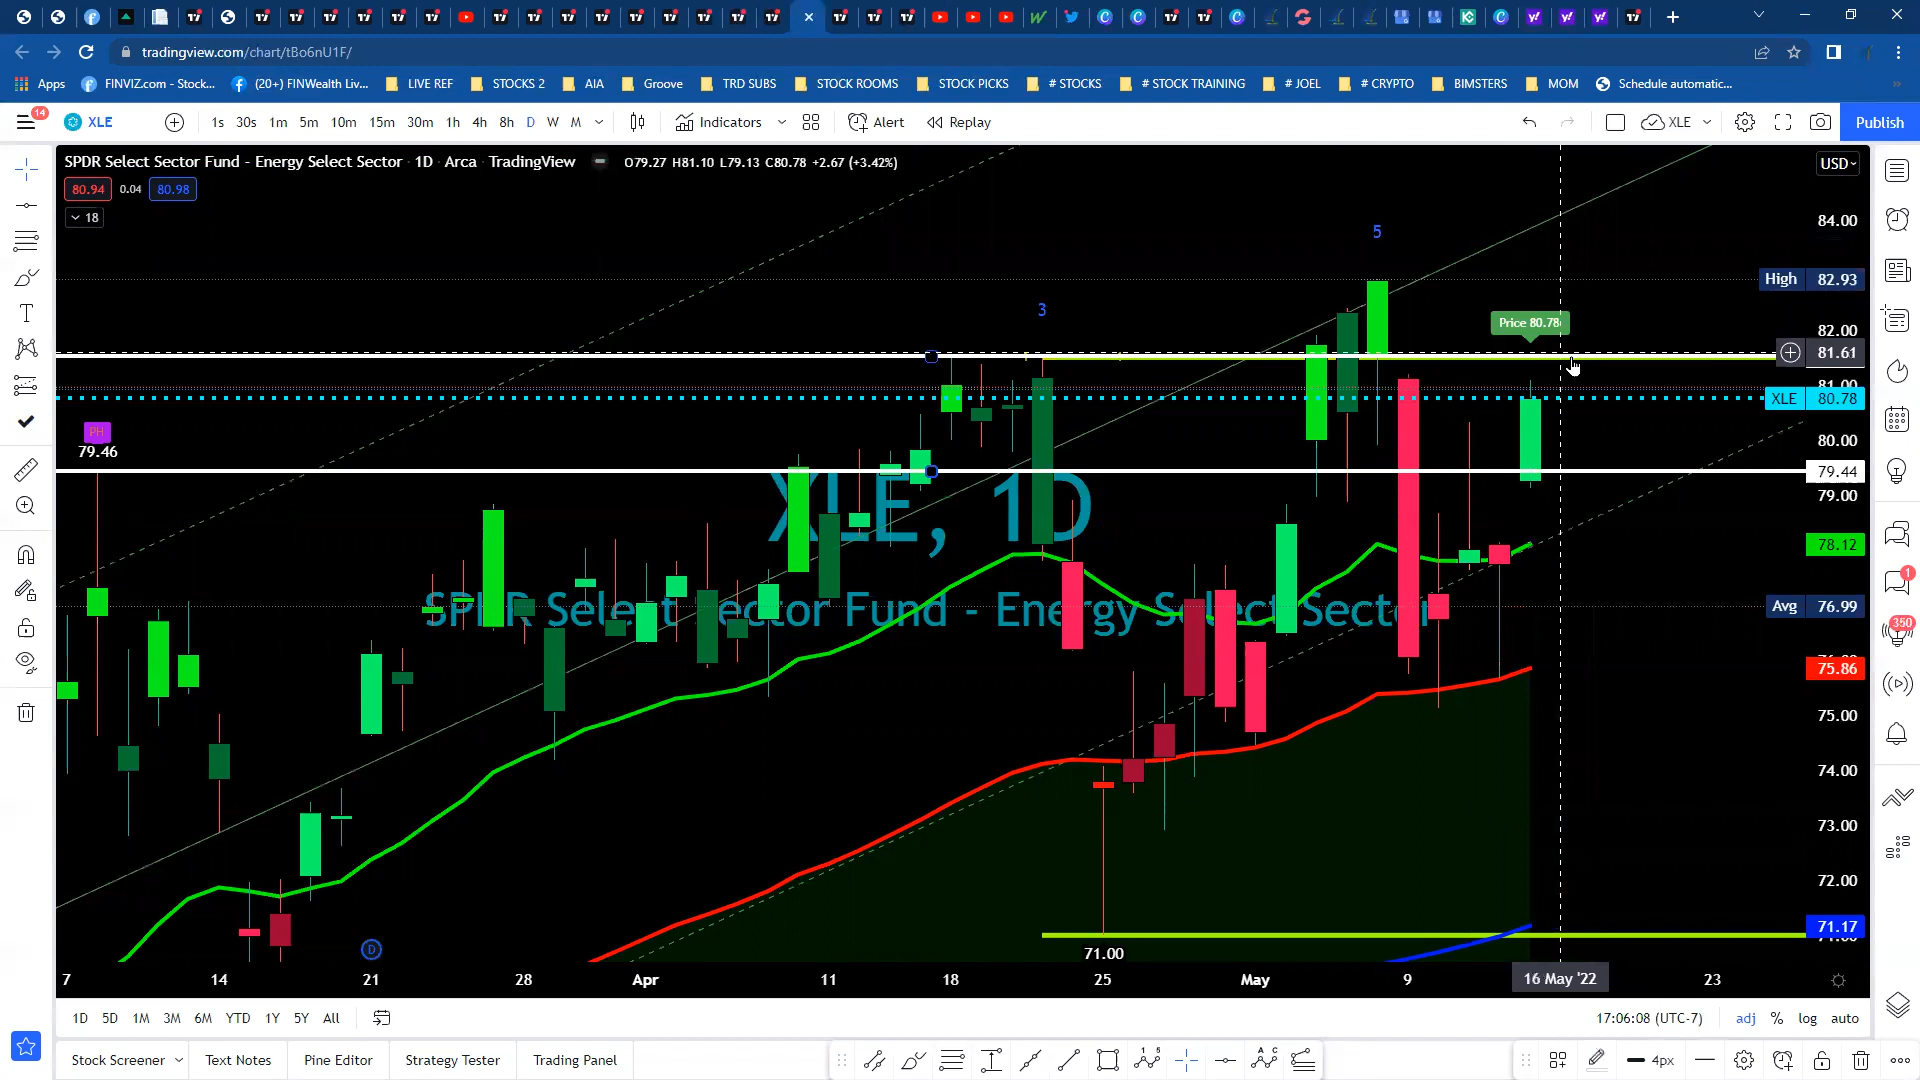 tradingview.com/chart/tBo6nU1F/
Apps
FINVIZ.com - Stock...
(20+) FINWealth Liv...
LIVE REF
STOCKS 2
AIA
Groove
TRD SUBS
STOCK ROOMS
STOCK PICKS
# STOCKS
# STOCK TRAINING
# JOEL
# CRYPTO
BIMSTERS
MOM
Schedule automatic...
14
XLE
1s 30s 1m 5m 10m 15m 30m 1h 4h 8h D W M
Indicators
Alert
Replay
XLE
Publish
SPDR Select Sector Fund - Energy Select Sector · 1D · Arca · TradingView
O79.27 H81.10 L79.13 C80.78 +2.67 (+3.42%)
USD
80.94 0.04 80.98
18
84.00
5
High 82.93
3
Price 80.78
82.00
81.61
81.00
XLE 80.78
PH
79.46
80.00
79.44
79.00
XLE, 1D
78.12
SPDR Select Sector Fund - Energy Select Sector
Avg 76.99
1
350
75.86
75.00
74.00
73.00
72.00
71.17
D
71.00
7 14 21 28 Apr 11 18 25 May 9 16 May '22 23
1D 5D 1M 3M 6M YTD 1Y 5Y All
17:06:08 (UTC-7)
adj % log auto
Stock Screener
Text Notes
Pine Editor
Strategy Tester
Trading Panel
4px